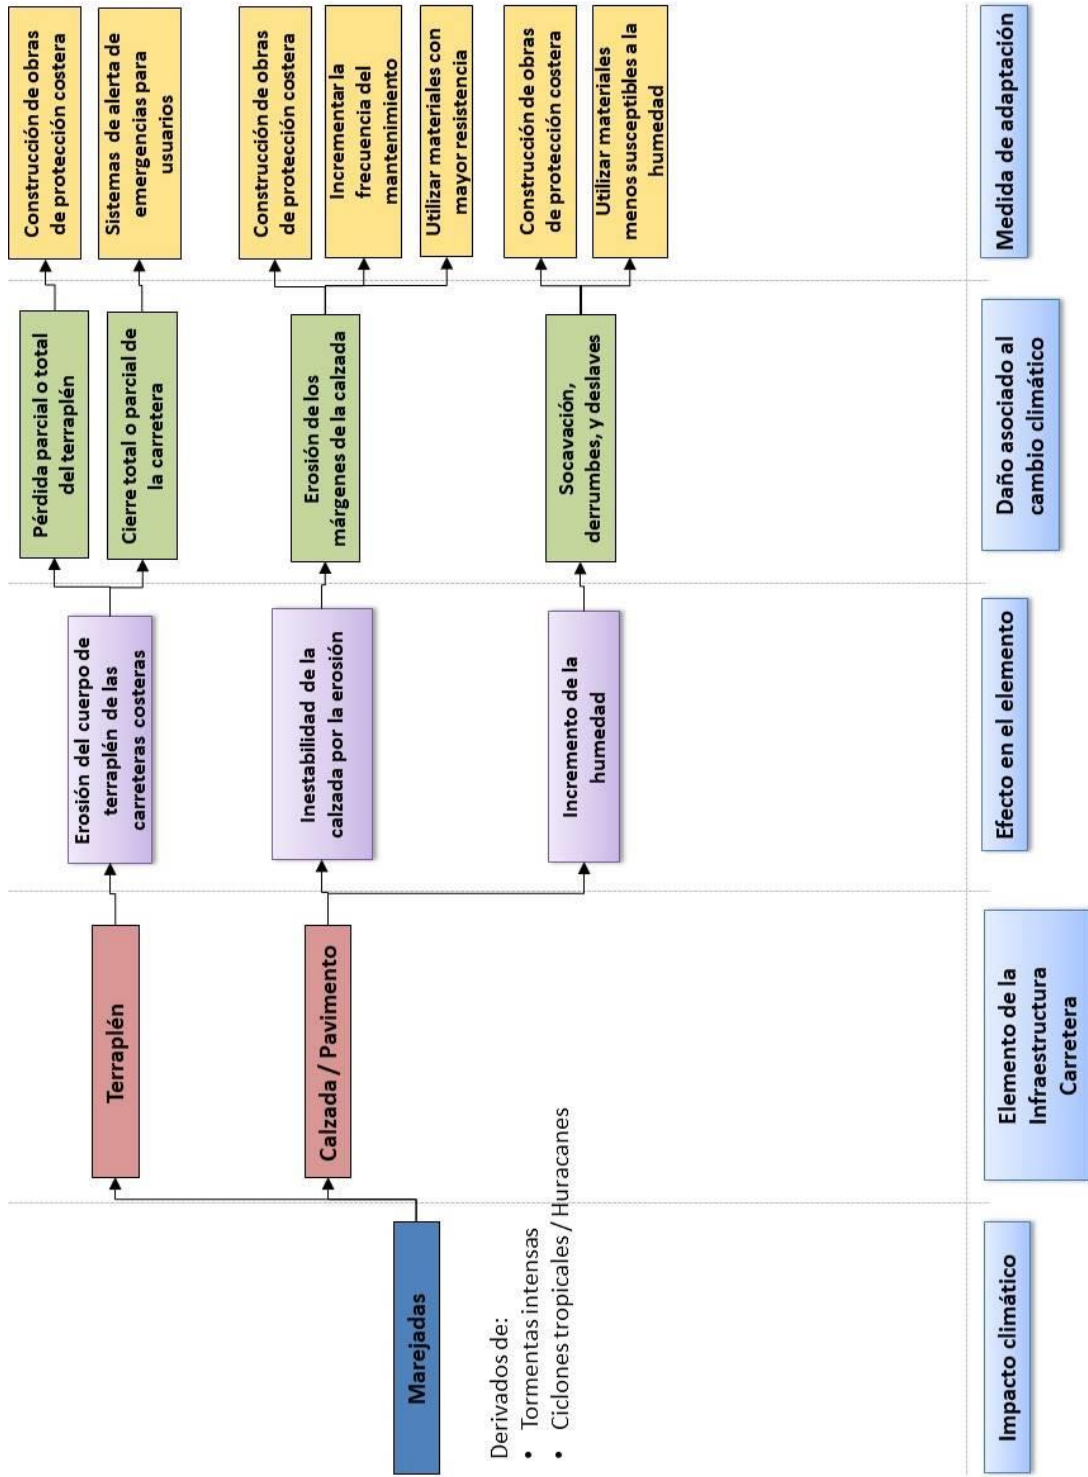 Marejadas
Derivados de:
• Tormentas intensas
• Ciclones tropicales / Huracanes
Terraplén
Calzada / Pavimento
Erosión del cuerpo de
terraplén de las
carreteras costeras
Inestabilidad de la
calzada por la erosión
Incremento de la
humedad
Pérdida parcial o total
del terraplén
Cierre total o parcial de
la carretera
Erosión de los
márgenes de la calzada
Socavación,
derrumbes, y deslaves
Construcción de obras
de protección costera
Sistemas de alerta de
emergencias para
usuarios
Construcción de obras
de protección costera
Incrementar la
frecuencia del
mantenimiento
Utilizar materiales con
mayor resistencia
Construcción de obras
de protección costera
Utilizar materiales
menos susceptibles a la
humedad
Impacto climático
Elemento de la
Infraestructura
Carretera
Efecto en el elemento
Daño asociado al
cambio climático
Medida de adaptación